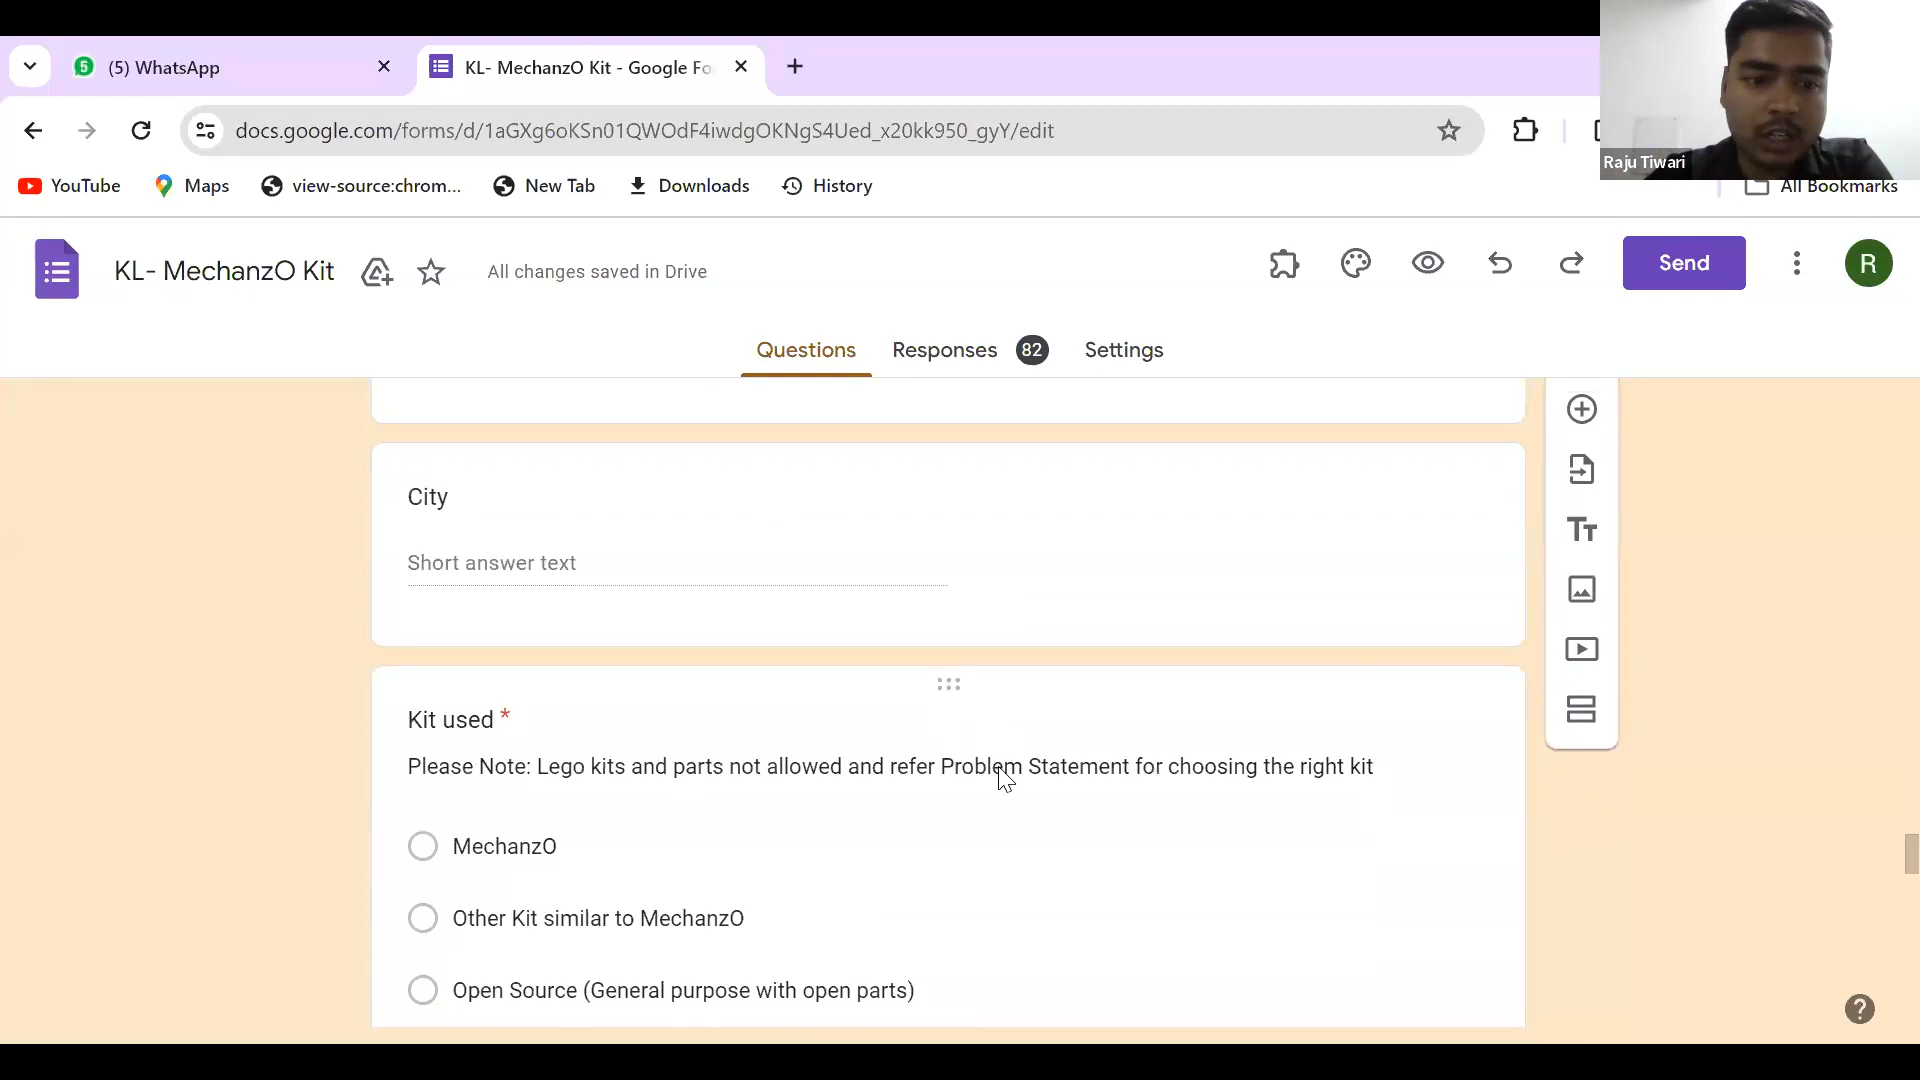 (5) WhatsApp
KL- MechanzO Kit - Google Fo
docs.google.com/forms/d/1aGXg6oKSn01QWOdF4iwdgOKNgS4Ued_x20kk950_gyY/edit
Raju Tiwari
YouTube
Maps
view-source:chrom...
New Tab
Downloads
History
All Bookmarks
KL- MechanzO Kit
All changes saved in Drive
Send
R
Questions
Responses 82
Settings
City
Short answer text
Kit used *
Please Note: Lego kits and parts not allowed and refer Problem Statement for choosing the right kit
MechanzO
Other Kit similar to MechanzO
Open Source (General purpose with open parts)